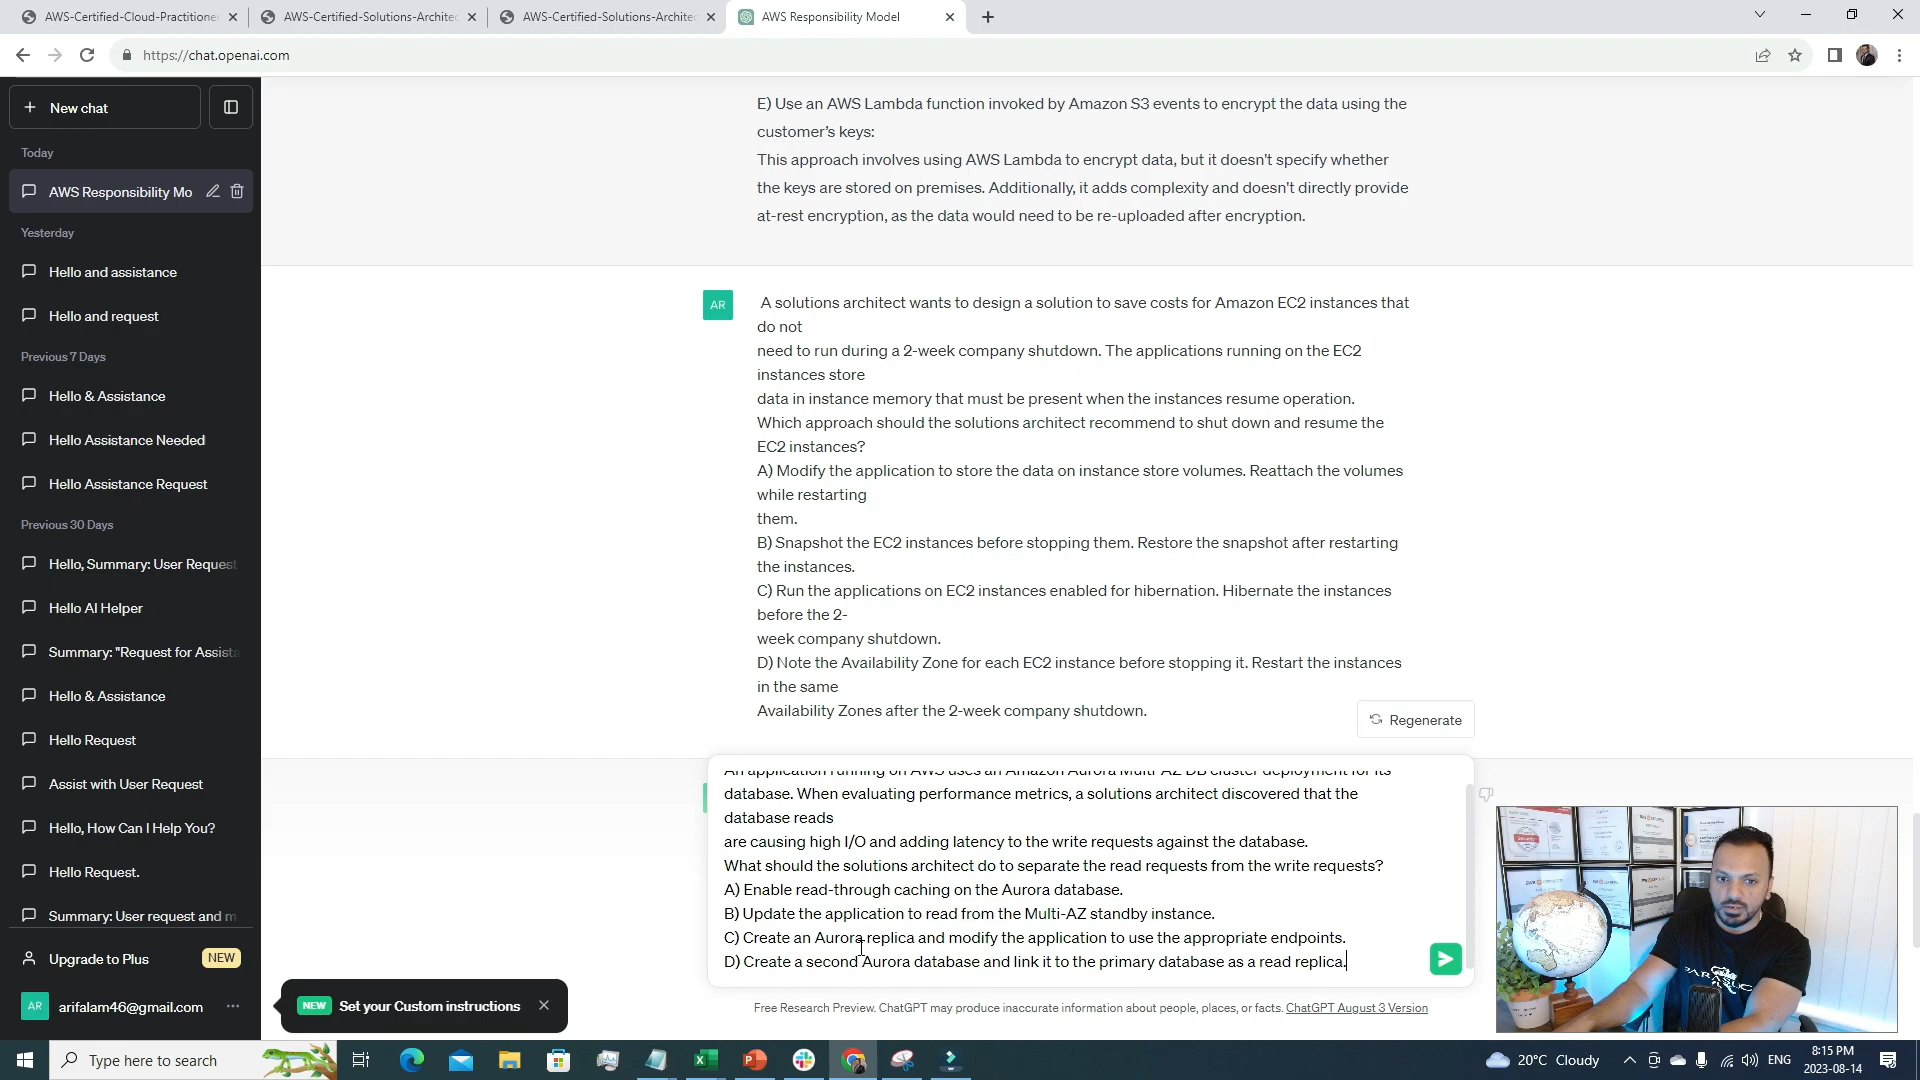 AWS-Certified-Cloud-Practitione
AWS-Certified-Solutions-Architec
AWS-Certified-Solutions-Architec
AWS Responsibility Model
https://chat.openai.com
New chat
Today
AWS Responsibility Mo
Yesterday
Hello and assistance
Hello and request
Previous 7 Days
Hello & Assistance
Hello Assistance Needed
Hello Assistance Request
Previous 30 Days
Hello, Summary: User Request
Hello AI Helper
Summary: "Request for Assista
Hello & Assistance
Hello Request
Assist with User Request
Hello, How Can I Help You?
Hello Request.
Summary: User request and m
Upgrade to Plus
NEW
AR
arifalam46@gmail.com
E) Use an AWS Lambda function invoked by Amazon S3 events to encrypt the data using the
customer's keys:
This approach involves using AWS Lambda to encrypt data, but it doesn't specify whether
the keys are stored on premises. Additionally, it adds complexity and doesn't directly provide
at-rest encryption, as the data would need to be re-uploaded after encryption.
AR
A solutions architect wants to design a solution to save costs for Amazon EC2 instances that
do not
need to run during a 2-week company shutdown. The applications running on the EC2
instances store
data in instance memory that must be present when the instances resume operation.
Which approach should the solutions architect recommend to shut down and resume the
EC2 instances?
A) Modify the application to store the data on instance store volumes. Reattach the volumes
while restarting
them.
B) Snapshot the EC2 instances before stopping them. Restore the snapshot after restarting
the instances.
C) Run the applications on EC2 instances enabled for hibernation. Hibernate the instances
before the 2-
week company shutdown.
D) Note the Availability Zone for each EC2 instance before stopping it. Restart the instances
in the same
Availability Zones after the 2-week company shutdown.
Regenerate
An application running on AWS uses an Amazon Aurora Multi-AZ DB cluster deployment for its
database. When evaluating performance metrics, a solutions architect discovered that the
database reads
are causing high I/O and adding latency to the write requests against the database.
What should the solutions architect do to separate the read requests from the write requests?
A) Enable read-through caching on the Aurora database.
B) Update the application to read from the Multi-AZ standby instance.
C) Create an Aurora replica and modify the application to use the appropriate endpoints.
D) Create a second Aurora database and link it to the primary database as a read replica.
NEW Set your Custom instructions
Free Research Preview. ChatGPT may produce inaccurate information about people, places, or facts. ChatGPT August 3 Version
Type here to search
20°C Cloudy
ENG
8:15 PM
2023-08-14